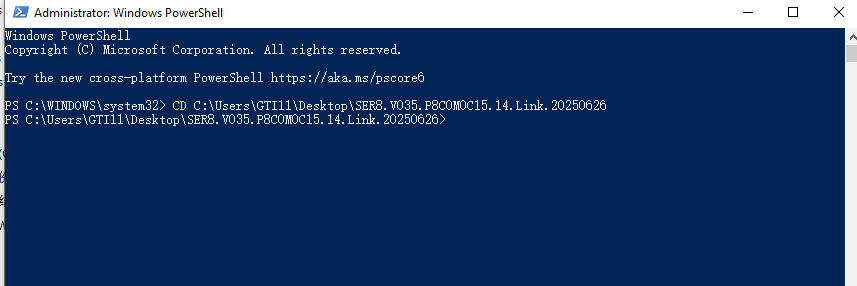 Administrator: Windows PowerShell
Windows PowerShell
Copyright (C) Microsoft Corporation. All rights reserved.
Try the new cross-platform PowerShell https://aka.ms/pscore6
PS C:\WINDOWS\system32> CD C:\Users\GTI11\Desktop\SER8.V035.P8C0M0C15.14.Link.20250626
PS C:\Users\GTI11\Desktop\SER8.V035.P8C0M0C15.14.Link.20250626>